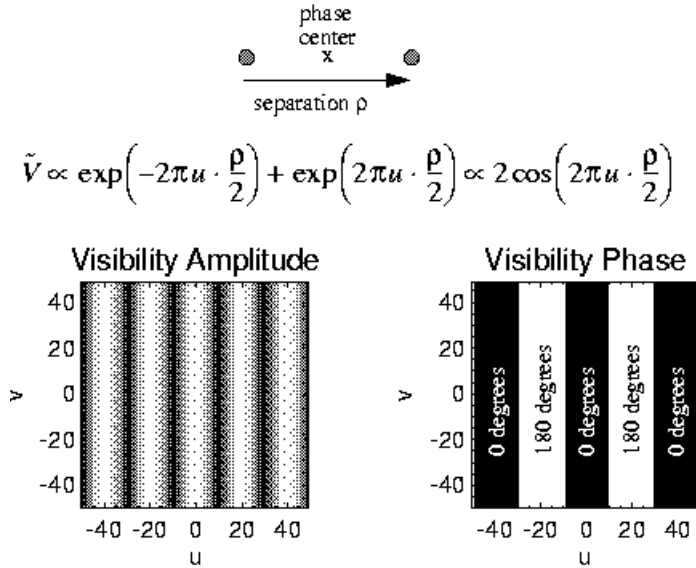 phase
center
x
separation ρ
Ṽ ∝ exp(−2πu · ρ/2) + exp(2πu · ρ/2) ∝ 2cos(2πu · ρ/2)
Visibility Amplitude
40
20
0
-20
-40
v
-40 -20 0 20 40
u
Visibility Phase
40
20
0
-20
-40
v
0 degrees
180 degrees
0 degrees
180 degrees
0 degrees
-40 -20 0 20 40
u